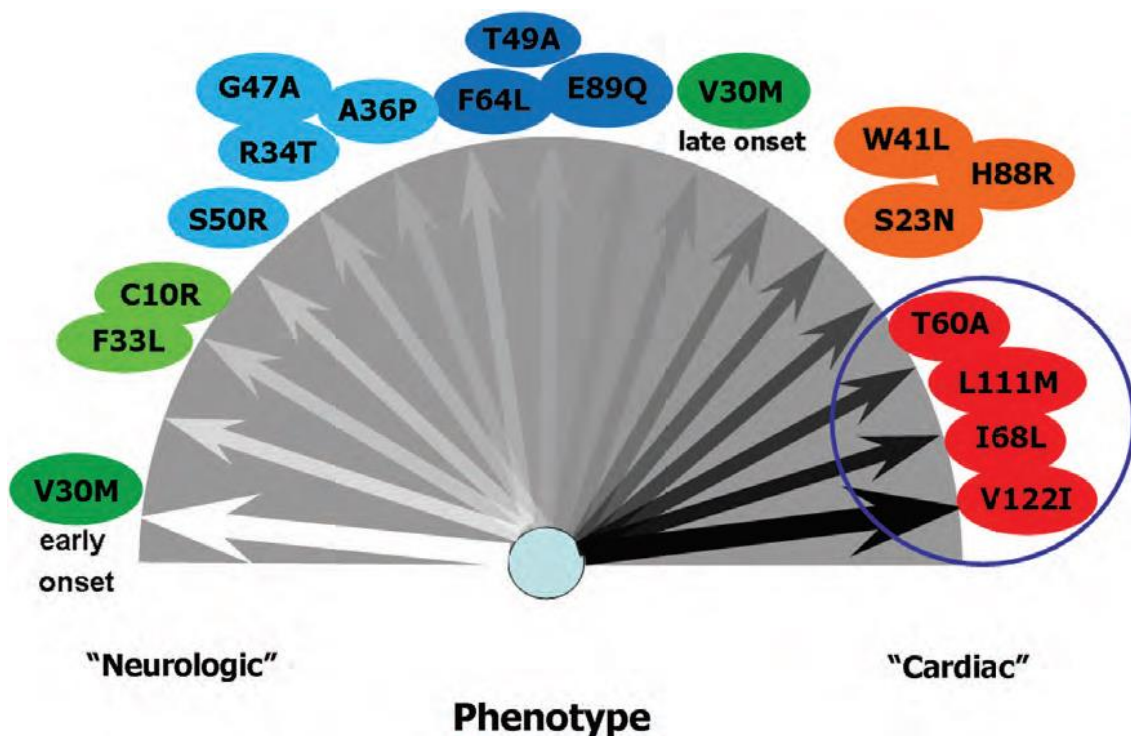 T49A
G47A
A36P
F64L
E89Q
V30M
late onset
R34T
W41L
H88R
S50R
S23N
C10R
F33L
T60A
L111M
I68L
V30M
early
onset
V122I
"Neurologic"
"Cardiac"
Phenotype